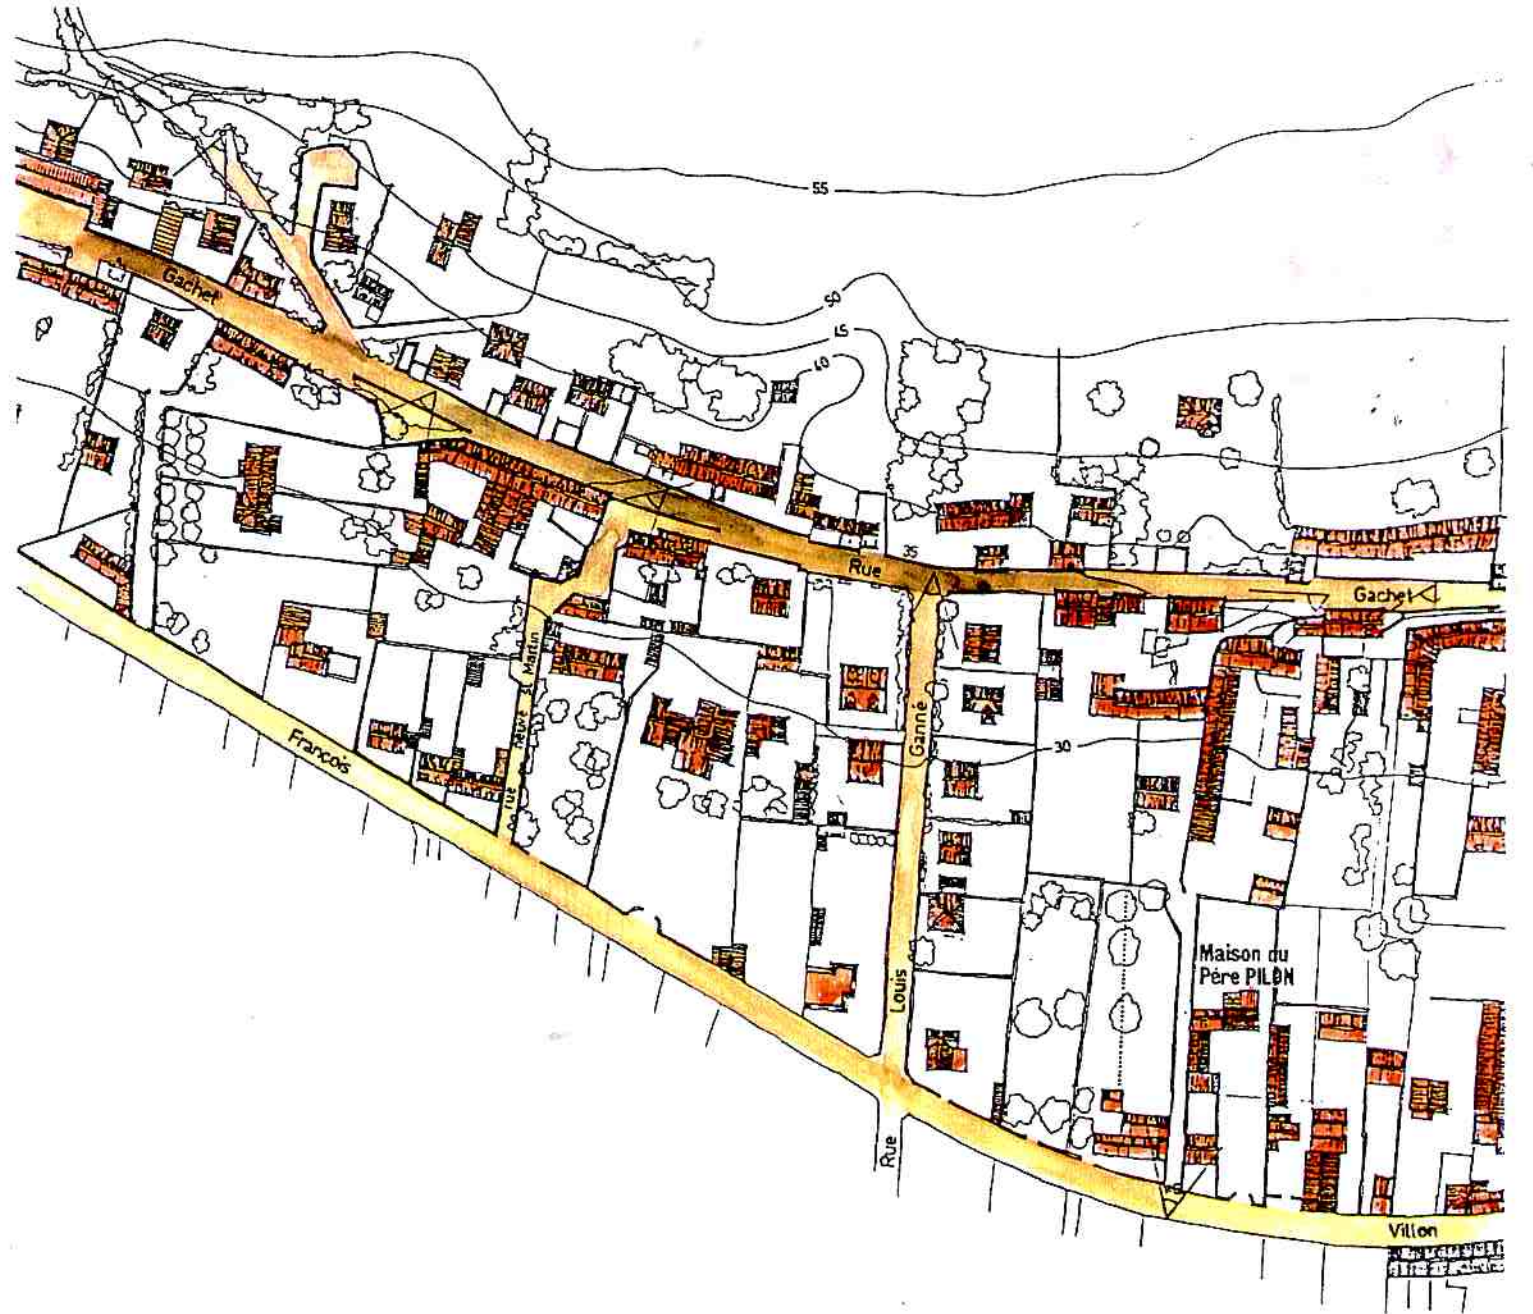 55
50
45
40
Gachet
35
Rue
Gachet
St Martin
neuve
rue
Ganné
30
François
Maison du
Père PILON
Louis
Rue
Villon